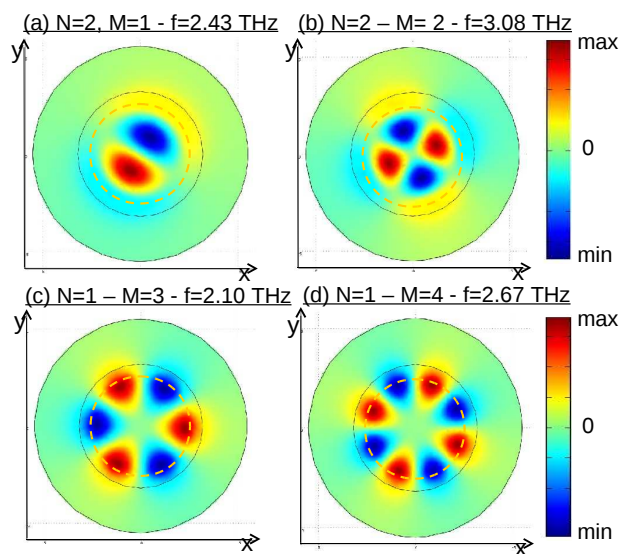 (a) N=2, M=1 - f=2.43 THz
(b) N=2 – M= 2 - f=3.08 THz
y
y
max
0
min
x
x
(c) N=1 – M=3 - f=2.10 THz
(d) N=1 – M=4 - f=2.67 THz
y
y
max
0
min
x
x